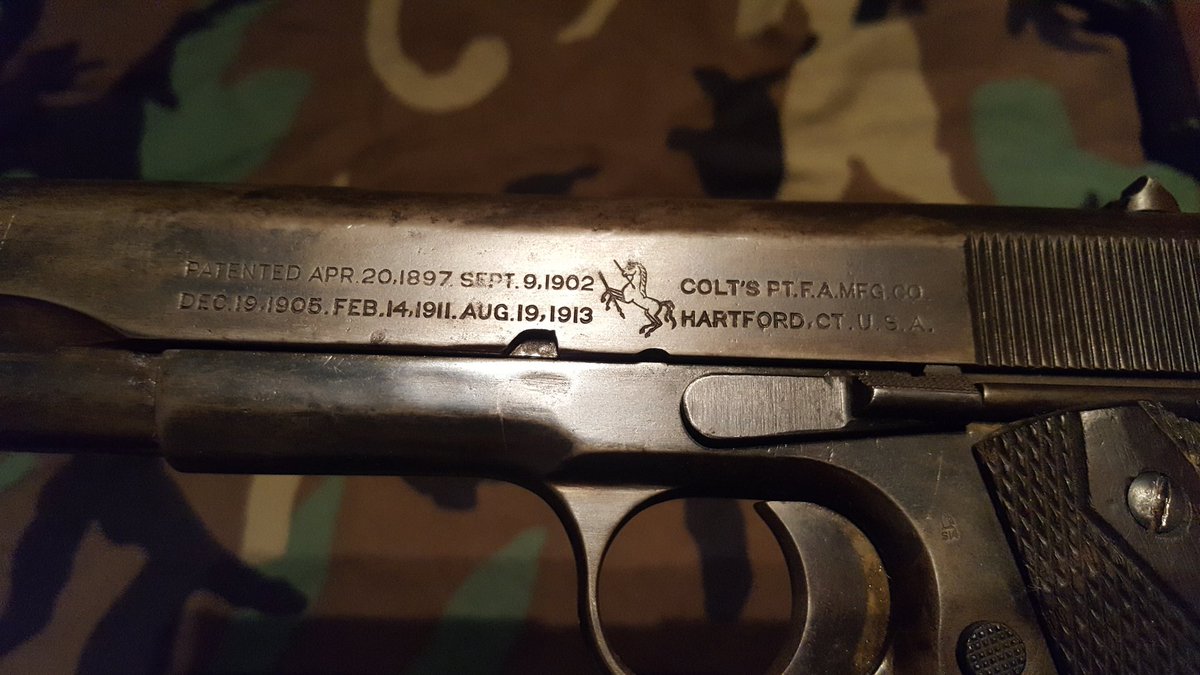 PATENTED APR.20,1897. SEPT.9,1902
DEC.19,1905. FEB.14,1911. AUG.19,1913
COLT'S PT.F.A.MFG.CO.
HARTFORD,CT.U.S.A.